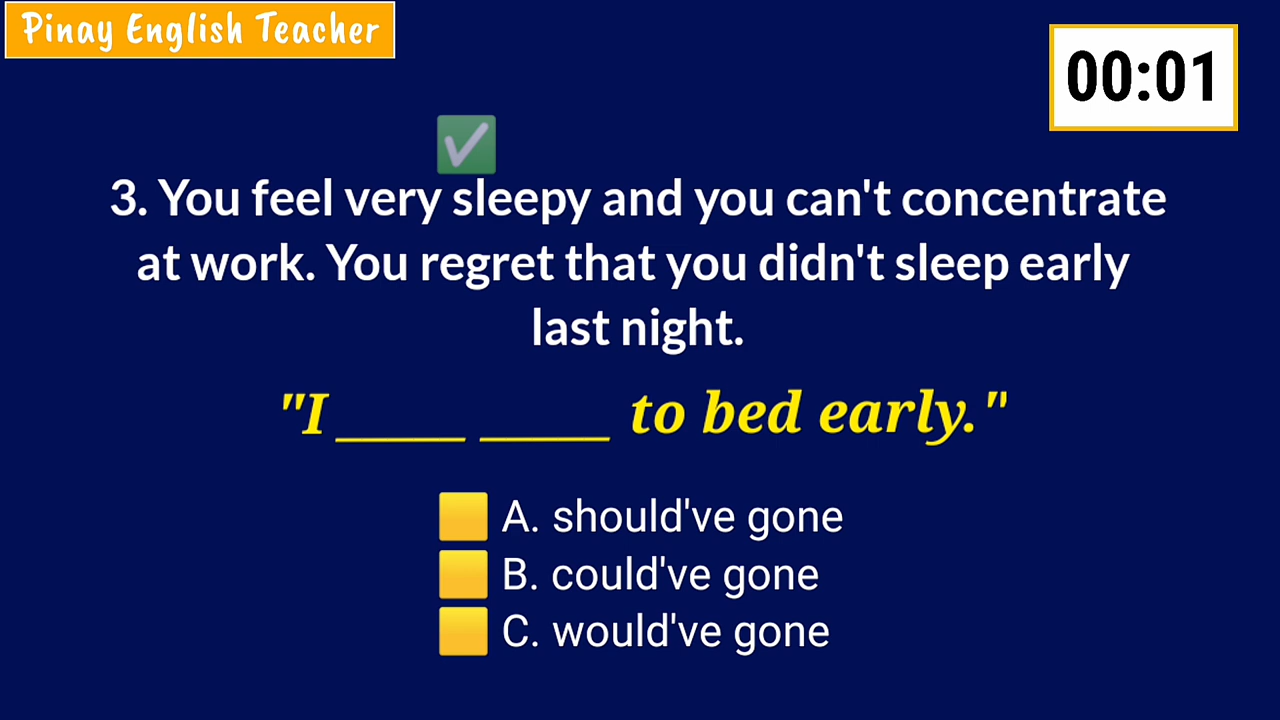 Pinay English Teacher
00:01
3. You feel very sleepy and you can't concentrate
at work. You regret that you didn't sleep early
last night.
"I _____ _____ to bed early."
A. should've gone
B. could've gone
C. would've gone